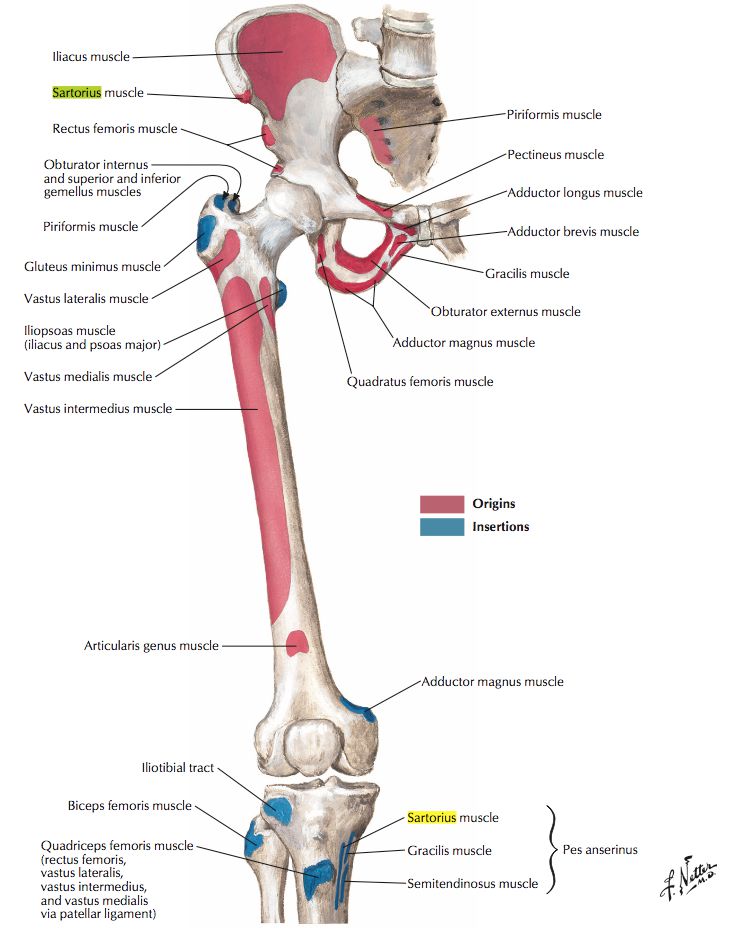 Iliacus muscle
Sartorius muscle
Rectus femoris muscle
Obturator internus
and superior and inferior
gemellus muscles
Piriformis muscle
Gluteus minimus muscle
Vastus lateralis muscle
Iliopsoas muscle
(iliacus and psoas major)
Vastus medialis muscle
Vastus intermedius muscle
Piriformis muscle
Pectineus muscle
Adductor longus muscle
Adductor brevis muscle
Gracilis muscle
Obturator externus muscle
Adductor magnus muscle
Quadratus femoris muscle
Origins
Insertions
Articularis genus muscle
Adductor magnus muscle
Iliotibial tract
Biceps femoris muscle
Quadriceps femoris muscle
(rectus femoris,
vastus lateralis,
vastus intermedius,
and vastus medialis
via patellar ligament)
Sartorius muscle
Gracilis muscle
Semitendinosus muscle
Pes anserinus
F. Netter
M.D.